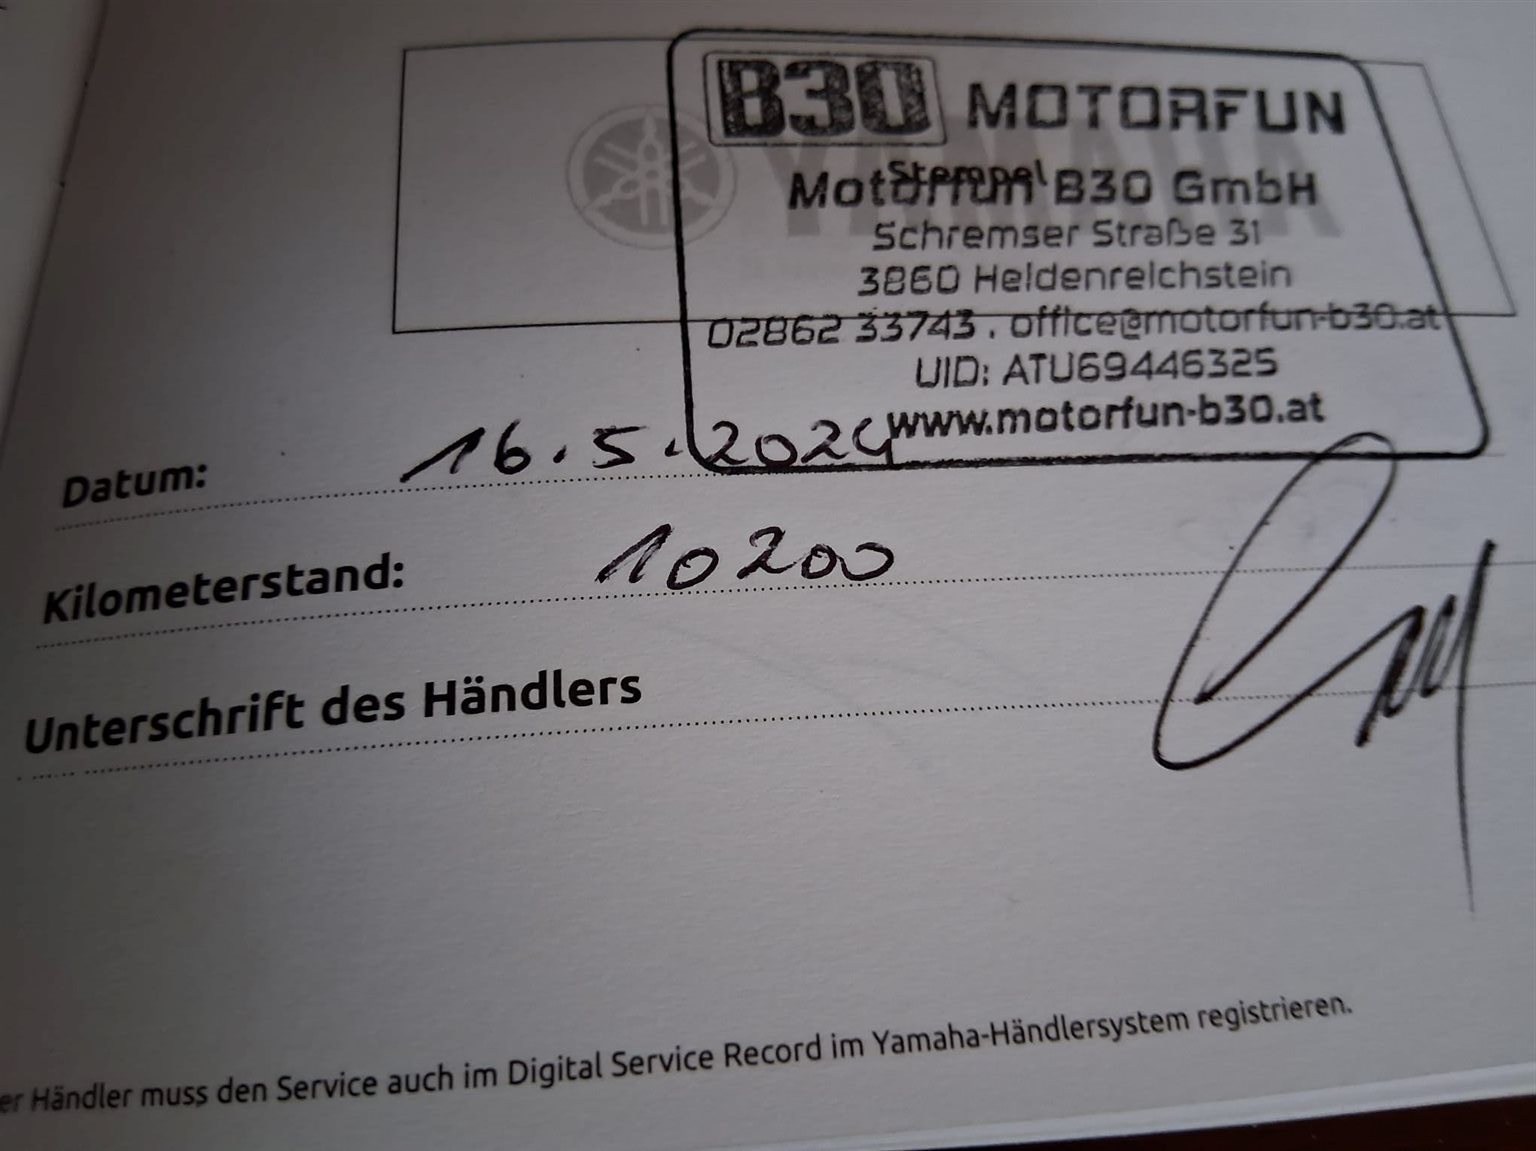 B30 MOTORFUN
YAMAHA
Stempel
Motorfun B30 GmbH
Schremser Straße 31
3860 Heidenreichstein
02862 33743 . office@motorfun-b30.at
UID: ATU69446325
www.motorfun-b30.at
Datum: 16.5.2024
Kilometerstand: 10200
Unterschrift des Händlers
er Händler muss den Service auch im Digital Service Record im Yamaha-Händlersystem registrieren.